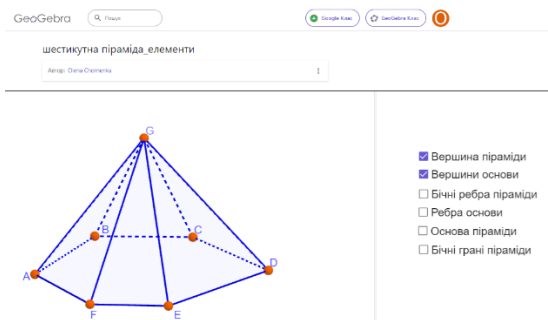 GeoGebra
Пошук
Google Клас
GeoGebra Клас
O
шестикутна піраміда_елементи
Автор: Olena Chornenka
G
B
C
A
D
F
E
Вершина піраміди
Вершини основи
Бічні ребра піраміди
Ребра основи
Основа піраміди
Бічні грані піраміди